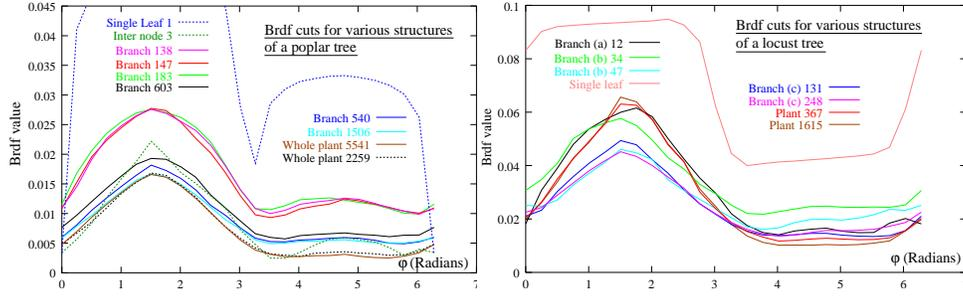 0.045
0.04
0.035
0.03
0.025
0.02
0.015
0.01
0.005
0
Brdf value
Single Leaf 1
Inter node 3
Branch 138
Branch 147
Branch 183
Branch 603
Brdf cuts for various structures
of a poplar tree
Branch 540
Branch 1506
Whole plant 5541
Whole plant 2259
φ (Radians)
0 1 2 3 4 5 6 7
0.1
0.08
0.06
0.04
0.02
0
Brdf value
Branch (a) 12
Branch (b) 34
Branch (b) 47
Single leaf
Brdf cuts for various structures
of a locust tree
Branch (c) 131
Branch (c) 248
Plant 367
Plant 1615
φ (Radians)
0 1 2 3 4 5 6